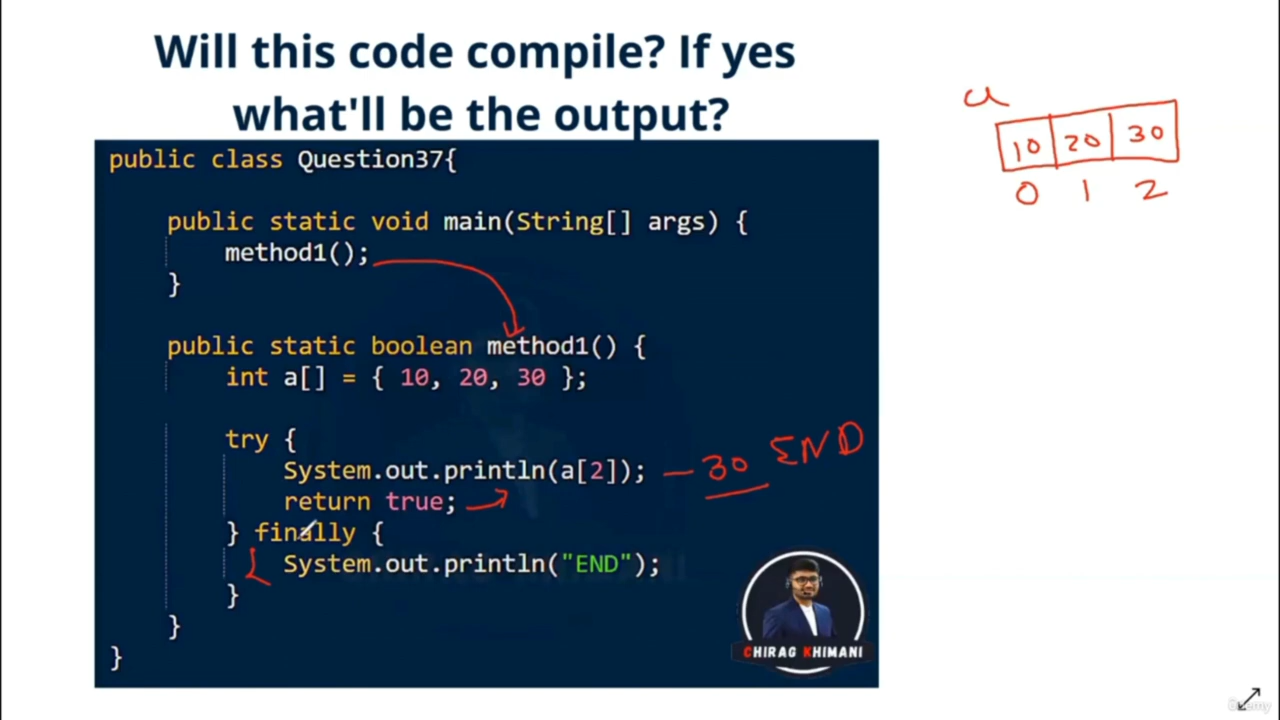 Will this code compile? If yes
what'll be the output?
public class Question37{
public static void main(String[] args) {
method1();
}
public static boolean method1() {
int a[] = { 10, 20, 30 };
try {
System.out.println(a[2]); — 30 END
return true;
} finally {
System.out.println("END");
}
}
}
a
10 20 30
0 1 2
CHIRAG KHIMANI
Udemy